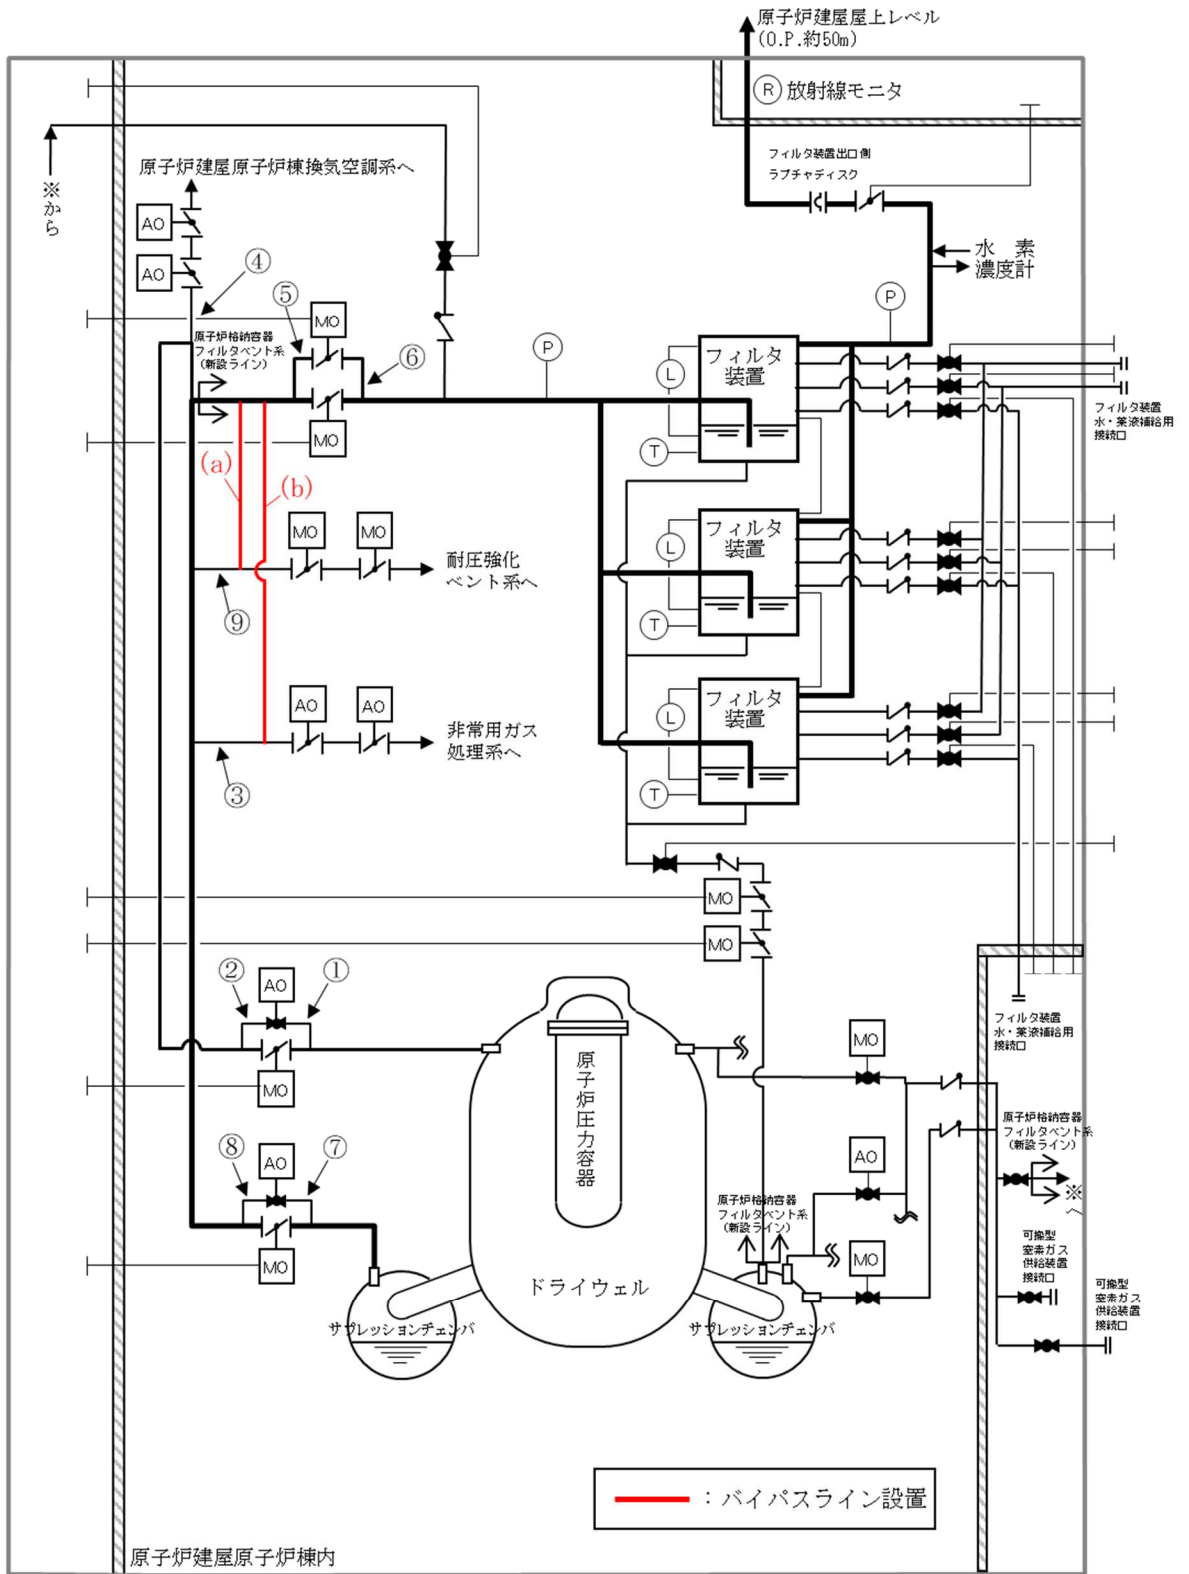 原子炉建屋屋上レベル
(O.P.約50m)
R 放射線モニタ
フィルタ装置出口側
ラプチャディスク
原子炉建屋原子炉棟換気空調系へ
※から
AO
AO
④
⑤
MO
⑥
原子炉格納容器
フィルタベント系
(新設ライン)
MO
P
P
水 素
濃度計
フィルタ
装置
L
T
フィルタ装置
水・薬液補給用
接続口
(a)
(b)
MO
MO
耐圧強化
ベント系へ
⑨
フィルタ
装置
L
T
AO
AO
非常用ガス
処理系へ
③
フィルタ
装置
L
T
MO
MO
②
①
AO
MO
フィルタ装置
水・薬液補給用
接続口
原子炉圧力容器
MO
⑧
⑦
AO
MO
AO
MO
原子炉格納容器
フィルタベント系
(新設ライン)
原子炉格納容器
フィルタベント系
(新設ライン)
※へ
可搬型
窒素ガス
供給装置
接続口
可搬型
窒素ガス
供給装置
接続口
ドライウェル
サプレッションチェンバ
サプレッションチェンバ
:バイパスライン設置
原子炉建屋原子炉棟内